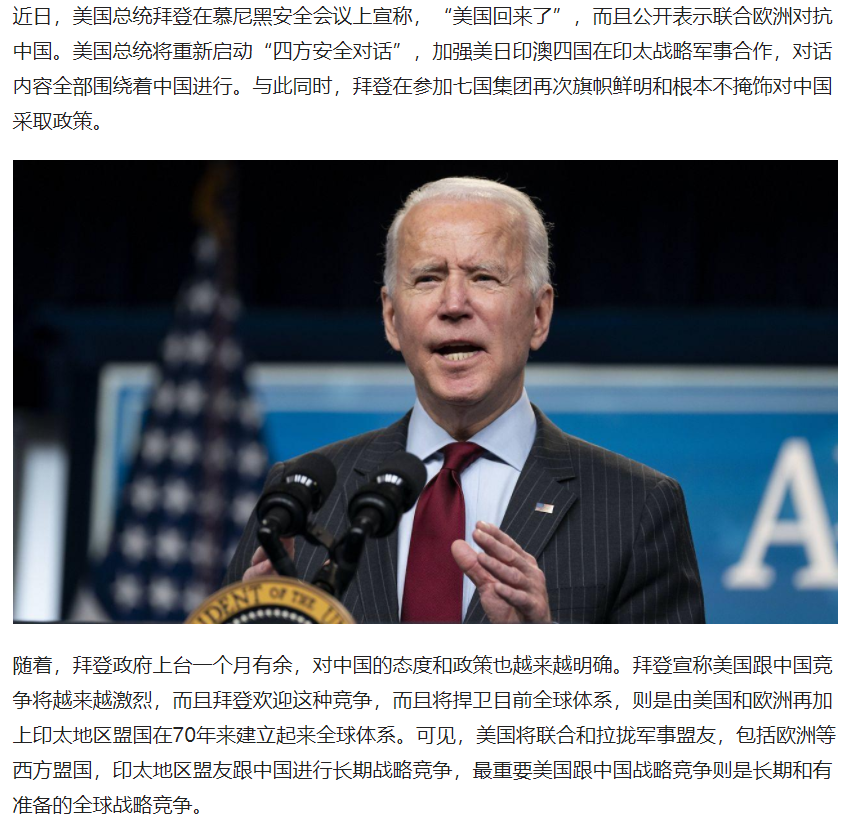 近日，美国总统拜登在慕尼黑安全会议上宣称，“美国回来了”，而且公开表示联合欧洲对抗
中国。美国总统将重新启动“四方安全对话”，加强美日印澳四国在印太战略军事合作，对话
内容全部围绕着中国进行。与此同时，拜登在参加七国集团再次旗帜鲜明和根本不掩饰对中国
采取政策。
A
DENT OF THE
随着，拜登政府上台一个月有余，对中国的态度和政策也越来越明确。拜登宣称美国跟中国竞
争将越来越激烈，而且拜登欢迎这种竞争，而且将捍卫目前全球体系，则是由美国和欧洲再加
上印太地区盟国在70年来建立起来全球体系。可见，美国将联合和拉拢军事盟友，包括欧洲等
西方盟国，印太地区盟友跟中国进行长期战略竞争，最重要美国跟中国战略竞争则是长期和有
准备的全球战略竞争。